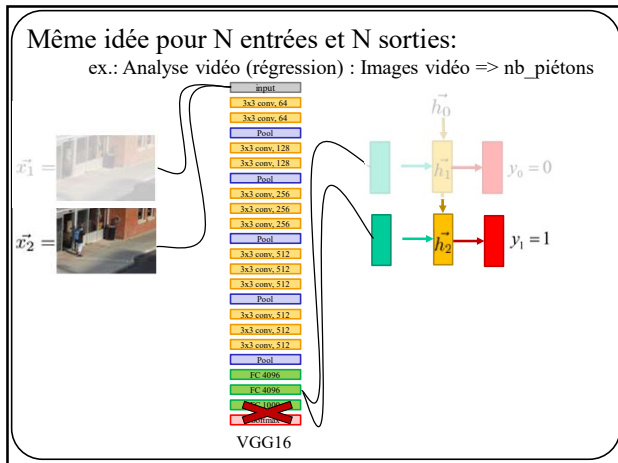 Même idée pour N entrées et N sorties:
ex.: Analyse vidéo (régression) : Images vidéo => nb_piétons
input
3x3 conv, 64
3x3 conv, 64
Pool
3x3 conv, 128
3x3 conv, 128
Pool
3x3 conv, 256
3x3 conv, 256
3x3 conv, 256
Pool
3x3 conv, 512
3x3 conv, 512
3x3 conv, 512
Pool
3x3 conv, 512
3x3 conv, 512
3x3 conv, 512
Pool
FC 4096
FC 4096
FC 1000
VGG16
x⃗₁ =
x⃗₂ =
h⃗₀
h⃗₁
y₀ = 0
h⃗₂
y₁ = 1